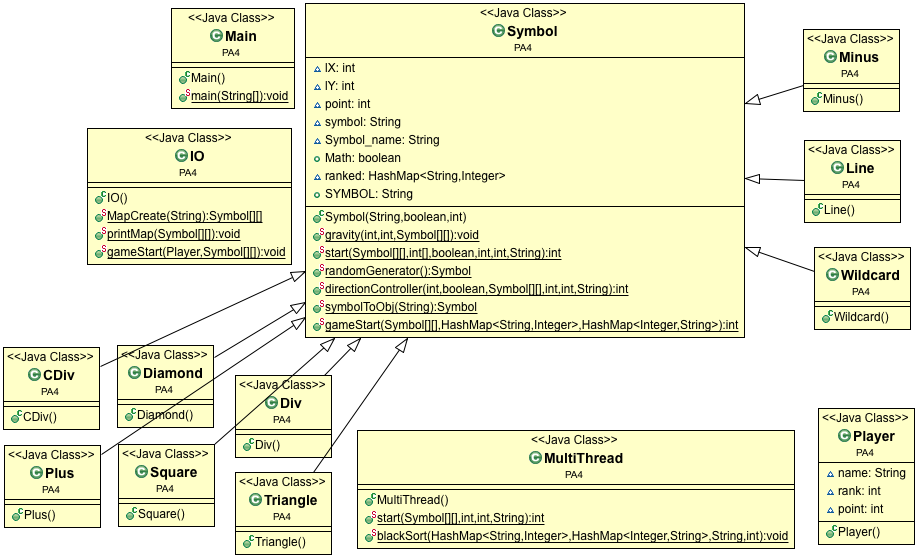 <<Java Class>>
Main
PA4
Main()
main(String[]):void
<<Java Class>>
Symbol
PA4
IX: int
IY: int
point: int
symbol: String
Symbol_name: String
Math: boolean
ranked: HashMap<String,Integer>
SYMBOL: String
Symbol(String,boolean,int)
gravity(int,int,Symbol[][]):void
start(Symbol[][],int[],boolean,int,int,String):int
randomGenerator():Symbol
directionController(int,boolean,Symbol[][],int,int,String):int
symbolToObj(String):Symbol
gameStart(Symbol[][],HashMap<String,Integer>,HashMap<Integer,String>):int
<<Java Class>>
Minus
PA4
Minus()
<<Java Class>>
IO
PA4
IO()
MapCreate(String):Symbol[][]
printMap(Symbol[][]):void
gameStart(Player,Symbol[][]):void
<<Java Class>>
Line
PA4
Line()
<<Java Class>>
Wildcard
PA4
Wildcard()
<<Java Class>>
CDiv
PA4
CDiv()
<<Java Class>>
Diamond
PA4
Diamond()
<<Java Class>>
Div
PA4
Div()
<<Java Class>>
Plus
PA4
Plus()
<<Java Class>>
Square
PA4
Square()
<<Java Class>>
Triangle
PA4
Triangle()
<<Java Class>>
MultiThread
PA4
MultiThread()
start(Symbol[][],int,int,String):int
blackSort(HashMap<String,Integer>,HashMap<Integer,String>,String,int):void
<<Java Class>>
Player
PA4
name: String
rank: int
point: int
Player()